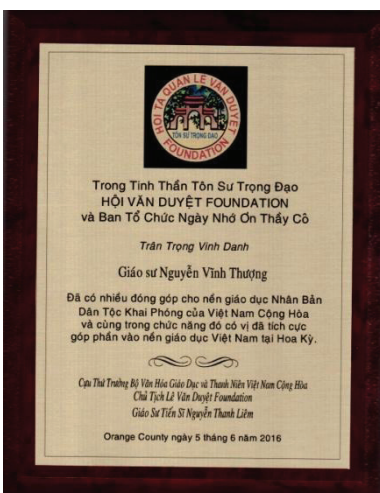 HỘI TẢ QUÂN LÊ VĂN DUYỆT
TÔN SƯ TRỌNG ĐẠO
FOUNDATION
Trong Tinh Thần Tôn Sư Trọng Đạo
HỘI VĂN DUYỆT FOUNDATION
và Ban Tổ Chức Ngày Nhớ Ơn Thầy Cô
Trân Trọng Vinh Danh
Giáo sư Nguyễn Vĩnh Thượng
Đã có nhiều đóng góp cho nền giáo dục Nhân Bản
Dân Tộc Khai Phóng của Việt Nam Cộng Hòa
và cùng trong chức năng đó có vị đã tích cực
góp phần vào nền giáo dục Việt Nam tại Hoa Kỳ.
Cựu Thứ Trưởng Bộ Văn Hóa Giáo Dục và Thanh Niên Việt Nam Cộng Hòa
Chủ Tịch Lê Văn Duyệt Foundation
Giáo Sư Tiến Sĩ Nguyễn Thanh Liêm
Orange County ngày 5 tháng 6 năm 2016